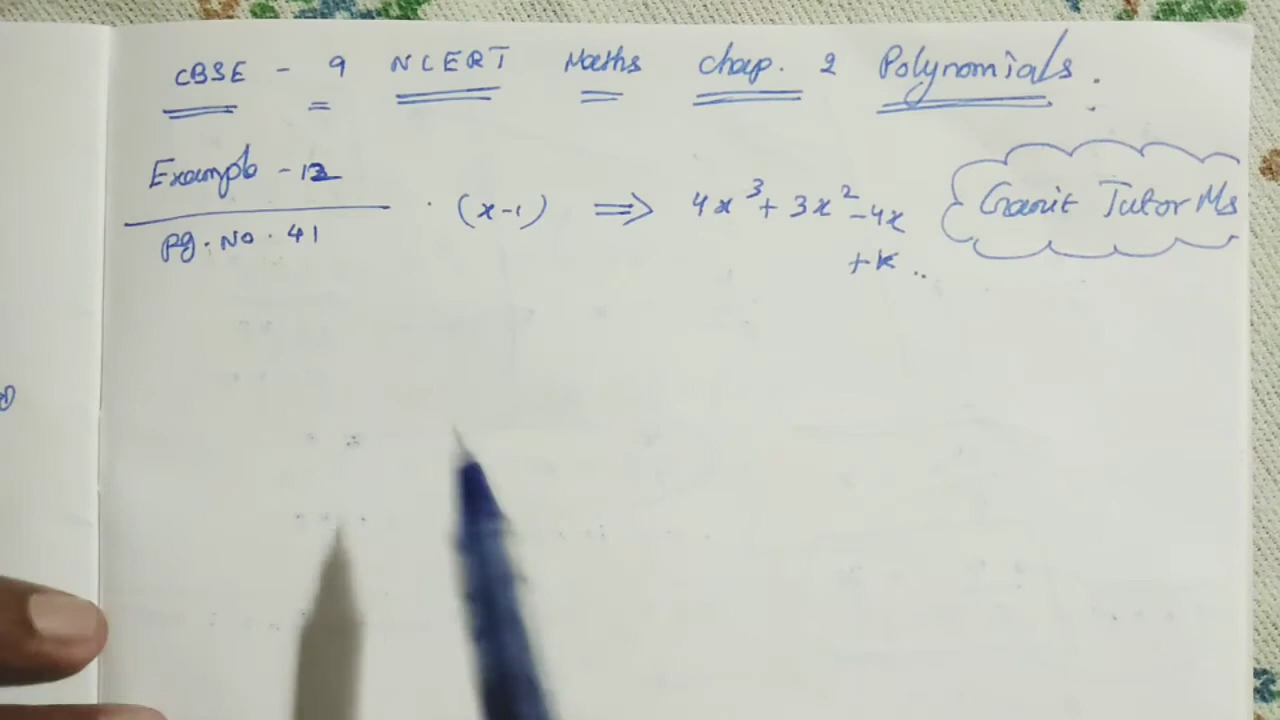 CBSE - 9 NCERT Maths Chap. 2 Polynomials.
Example - 12
Pg. No. 41
(x-1) ⇒ 4x³ + 3x² - 4x
+ k ..
Ganit Tutor Ms